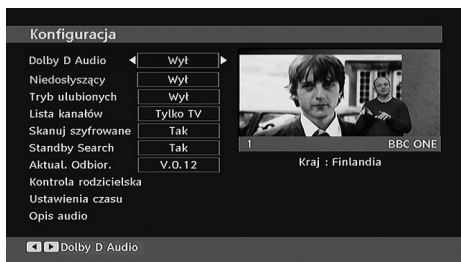 Konfiguracja
Dolby D Audio Wył
Niedosłyszący Wył
Tryb ulubionych Wył
Lista kanałów Tylko TV
Skanuj szyfrowane Tak
Standby Search Tak
Aktual. Odbior. V.0.12
Kontrola rodzicielska
Ustawienia czasu
Opis audio
1 BBC ONE
Kraj : Finlandia
Dolby D Audio